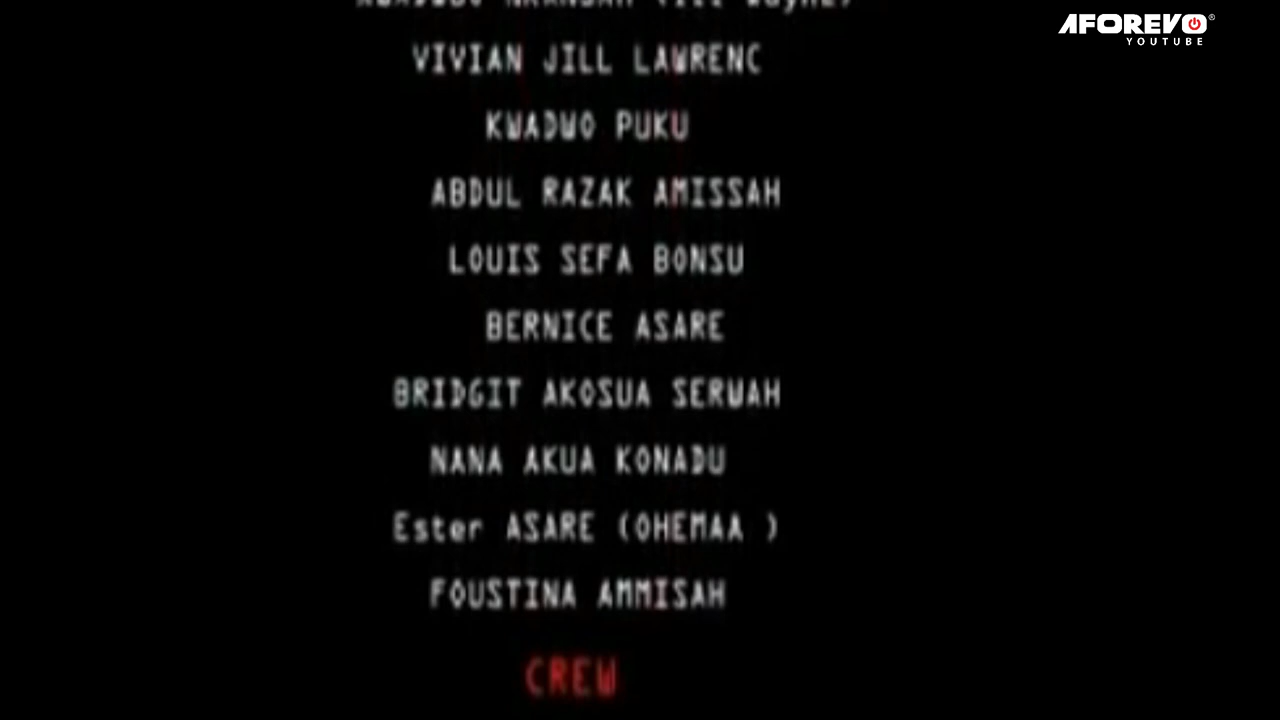 AFOREVO®
YOUTUBE
VIVIAN JILL LAWRENC
KWADWO PUKU
ABDUL RAZAK AMISSAH
LOUIS SEFA BONSU
BERNICE ASARE
BRIDGIT AKOSUA SERWAH
NANA AKUA KONADU
Ester ASARE (OHEMAA )
FOUSTINA AMMISAH
CREW